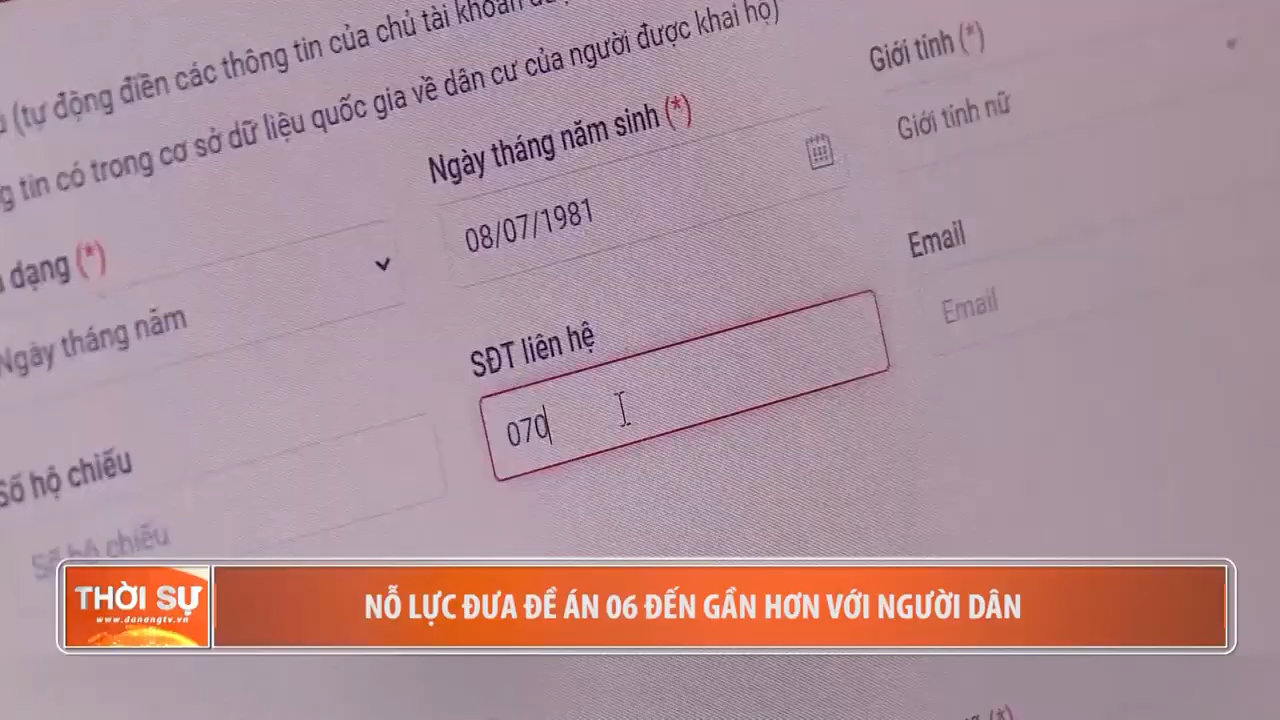 (tự động điền các thông tin của chủ tài khoản
tin có trong cơ sở dữ liệu quốc gia về dân cư của người được khai hộ)
dạng (*)
Ngày tháng năm
Ngày tháng năm sinh (*)
08/07/1981
Giới tính (*)
Giới tính nữ
Số hộ chiếu
Số hộ chiếu
SĐT liên hệ
070
Email
Email
(*)
THỜI SỰ
www.danangtv.vn
NỖ LỰC ĐƯA ĐỀ ÁN 06 ĐẾN GẦN HƠN VỚI NGƯỜI DÂN